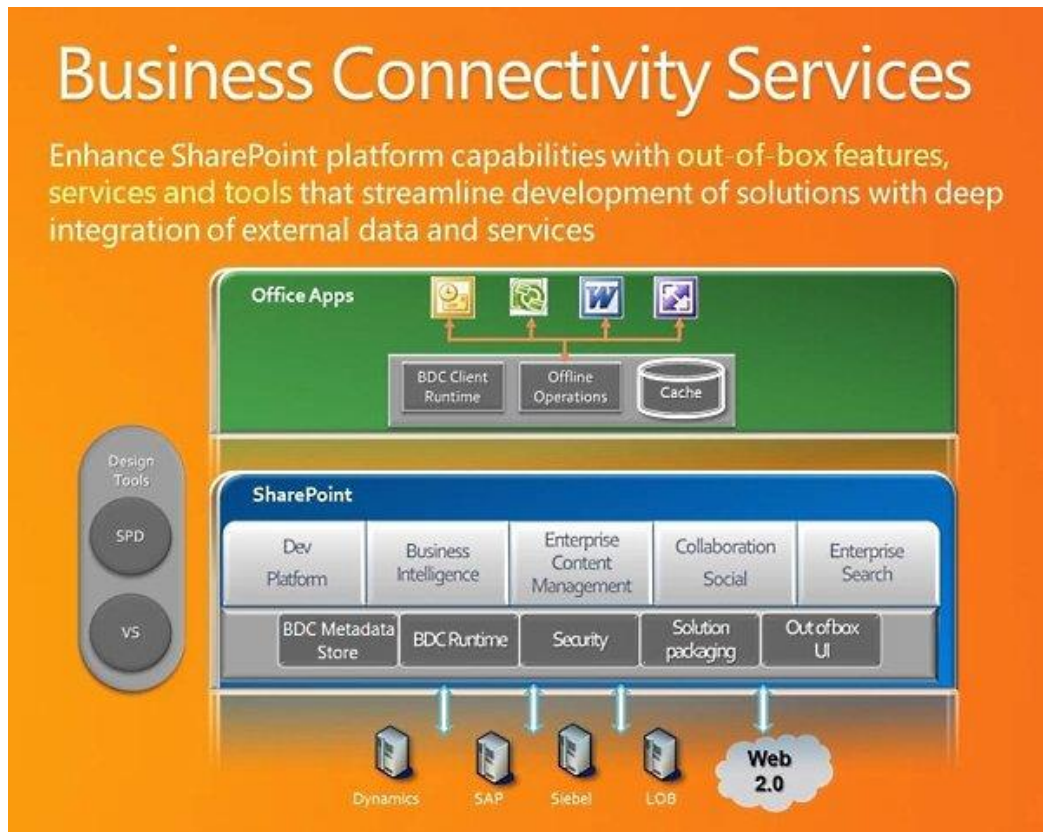 Business Connectivity Services
Enhance SharePoint platform capabilities with out-of-box features,
services and tools that streamline development of solutions with deep
integration of external data and services
Office Apps
W
BDC Client
Runtime
Offline
Operations
Cache
Design
Tools
SPD
VS
SharePoint
Dev
Platform
Business
Intelligence
Enterprise
Content
Management
Collaboration
Social
Enterprise
Search
BDC Metadata
Store
BDC Runtime
Security
Solution
packaging
Out of box
UI
Dynamics
SAP
Siebel
LOB
Web
2.0